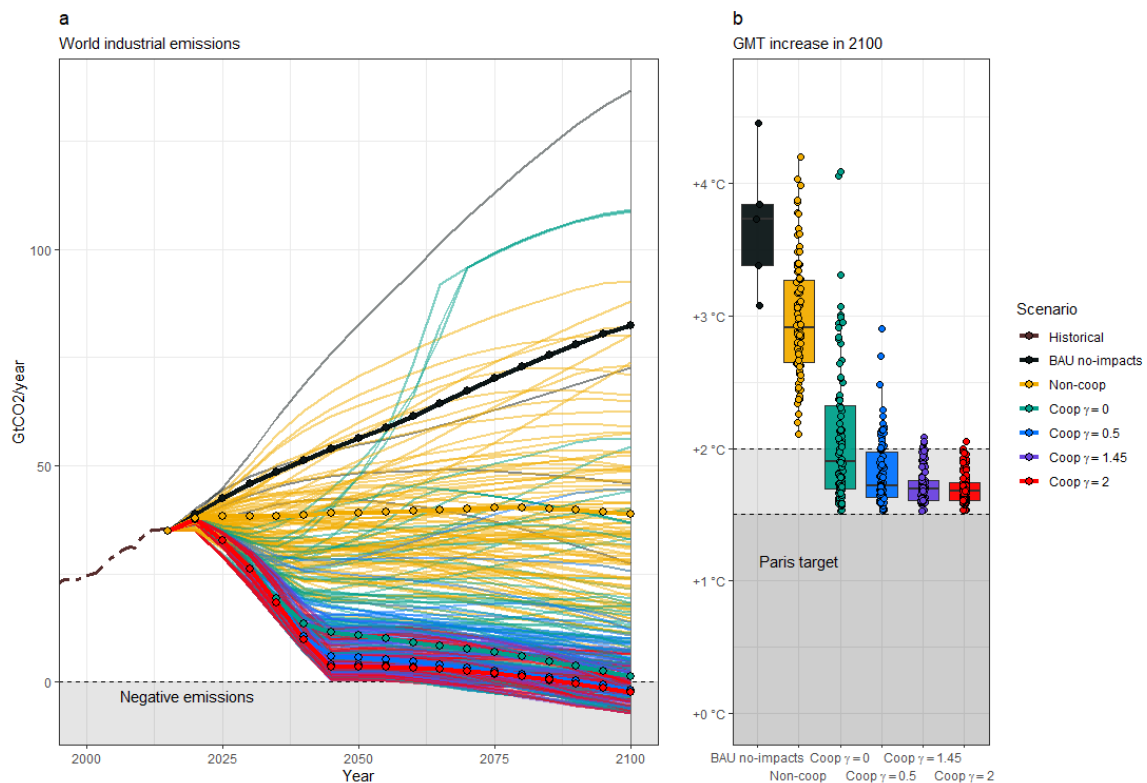 a
World industrial emissions
GtCO2/year
100
50
0
Negative emissions
2000
2025
2050
2075
2100
Year
b
GMT increase in 2100
+4 °C
+3 °C
+2 °C
+1 °C
+0 °C
Paris target
BAU no-impacts
Non-coop
Coop γ = 0
Coop γ = 0.5
Coop γ = 1.45
Coop γ = 2
Scenario
Historical
BAU no-impacts
Non-coop
Coop γ = 0
Coop γ = 0.5
Coop γ = 1.45
Coop γ = 2